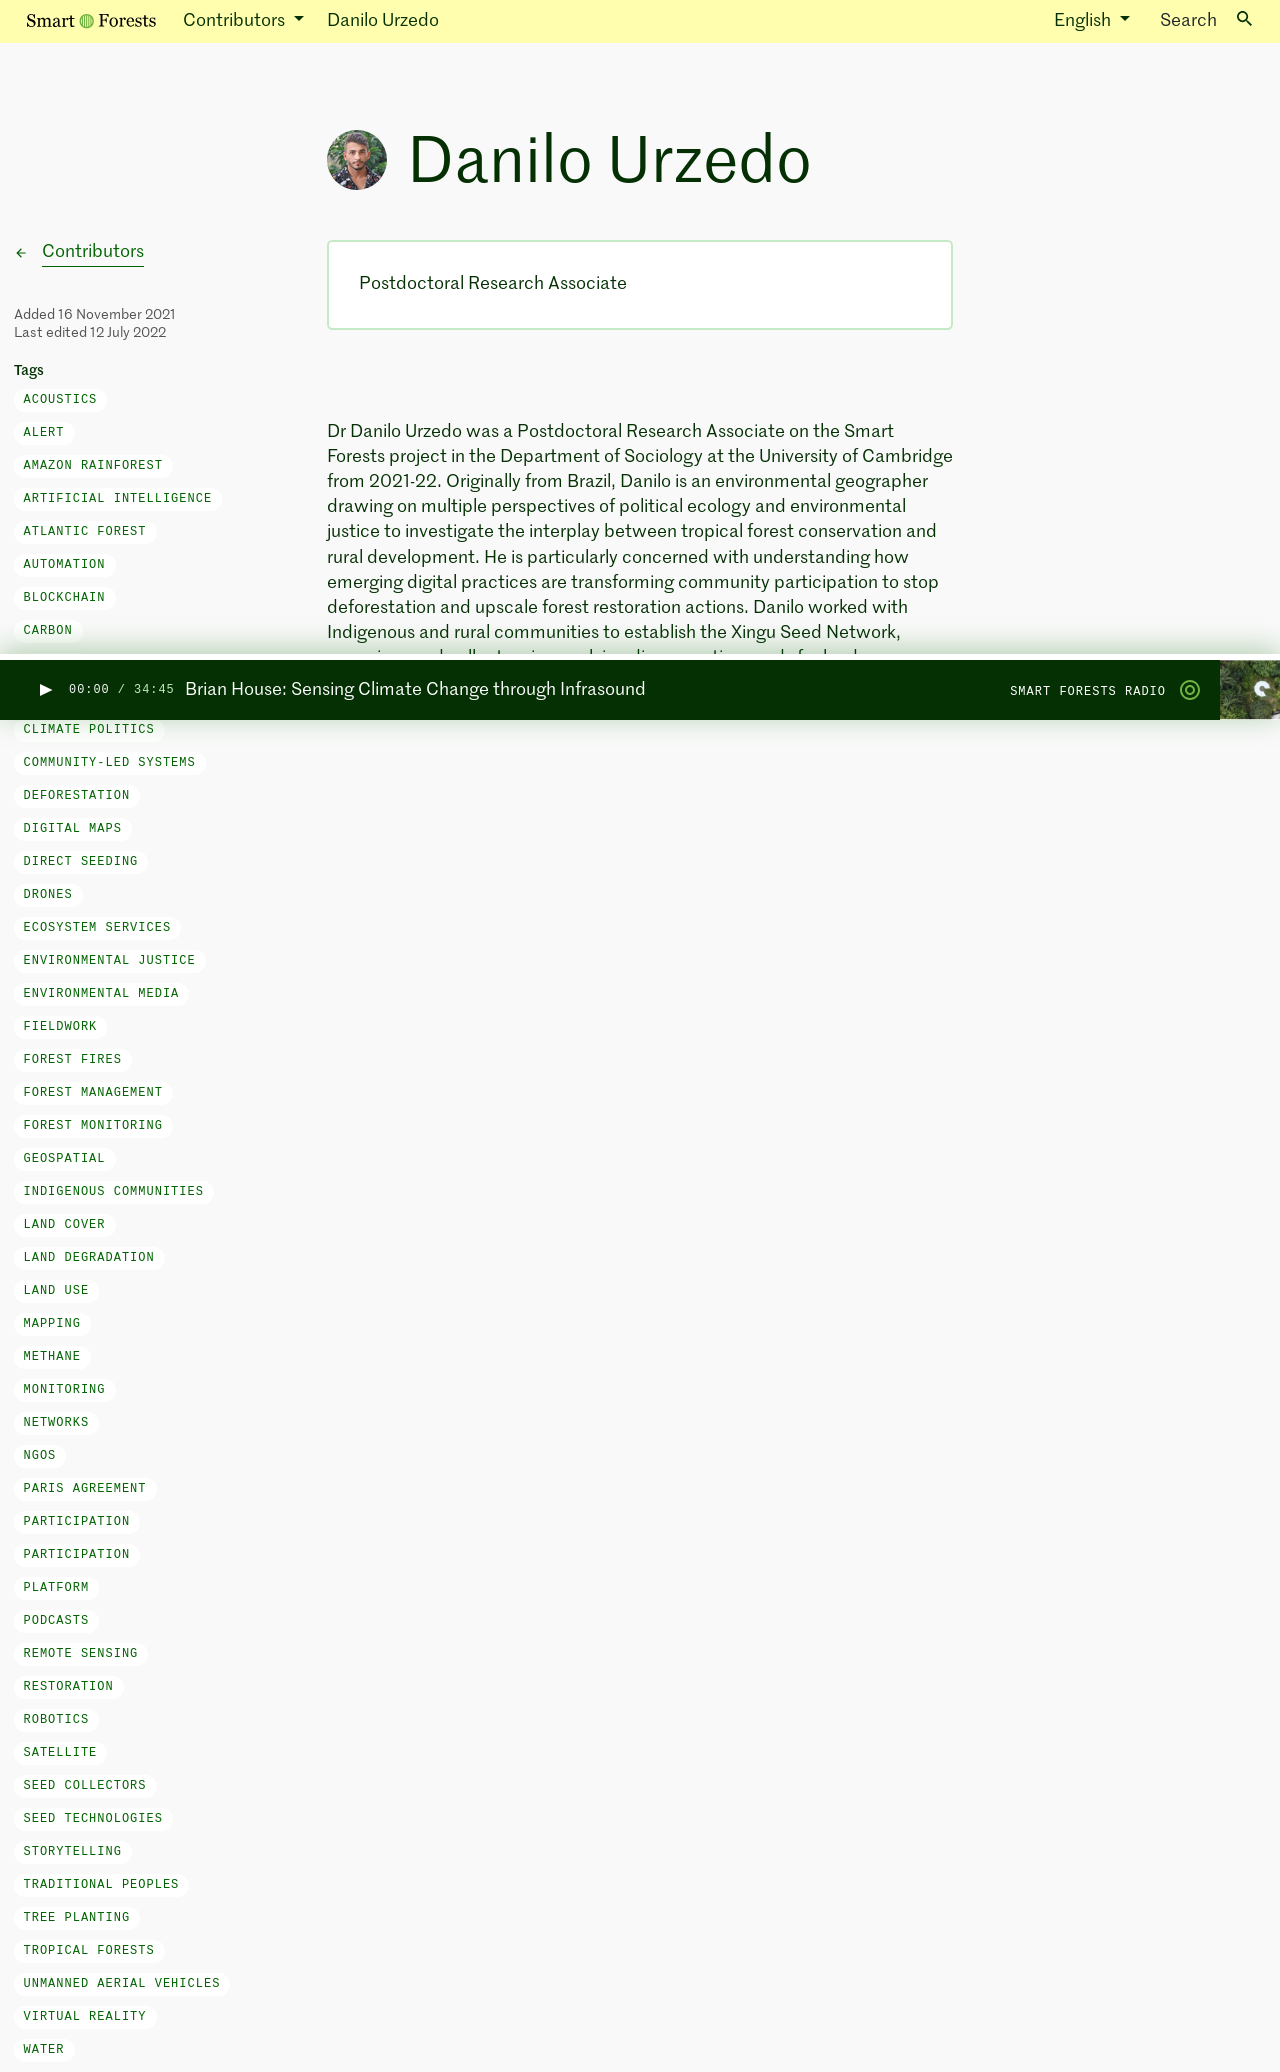 Smart Forests
Contributors
Danilo Urzedo
English
Search
Danilo Urzedo
Contributors
Added 16 November 2021
Last edited 12 July 2022
Tags
ACOUSTICS
ALERT
AMAZON RAINFOREST
ARTIFICIAL INTELLIGENCE
ATLANTIC FOREST
AUTOMATION
BLOCKCHAIN
CARBON
Postdoctoral Research Associate
Dr Danilo Urzedo was a Postdoctoral Research Associate on the Smart
Forests project in the Department of Sociology at the University of Cambridge
from 2021-22. Originally from Brazil, Danilo is an environmental geographer
drawing on multiple perspectives of political ecology and environmental
justice to investigate the interplay between tropical forest conservation and
rural development. He is particularly concerned with understanding how
emerging digital practices are transforming community participation to stop
deforestation and upscale forest restoration actions. Danilo worked with
Indigenous and rural communities to establish the Xingu Seed Network,
00:00 / 34:45
Brian House: Sensing Climate Change through Infrasound
SMART FORESTS RADIO
CLIMATE POLITICS
COMMUNITY-LED SYSTEMS
DEFORESTATION
DIGITAL MAPS
DIRECT SEEDING
DRONES
ECOSYSTEM SERVICES
ENVIRONMENTAL JUSTICE
ENVIRONMENTAL MEDIA
FIELDWORK
FOREST FIRES
FOREST MANAGEMENT
FOREST MONITORING
GEOSPATIAL
INDIGENOUS COMMUNITIES
LAND COVER
LAND DEGRADATION
LAND USE
MAPPING
METHANE
MONITORING
NETWORKS
NGOS
PARIS AGREEMENT
PARTICIPATION
PARTICIPATION
PLATFORM
PODCASTS
REMOTE SENSING
RESTORATION
ROBOTICS
SATELLITE
SEED COLLECTORS
SEED TECHNOLOGIES
STORYTELLING
TRADITIONAL PEOPLES
TREE PLANTING
TROPICAL FORESTS
UNMANNED AERIAL VEHICLES
VIRTUAL REALITY
WATER